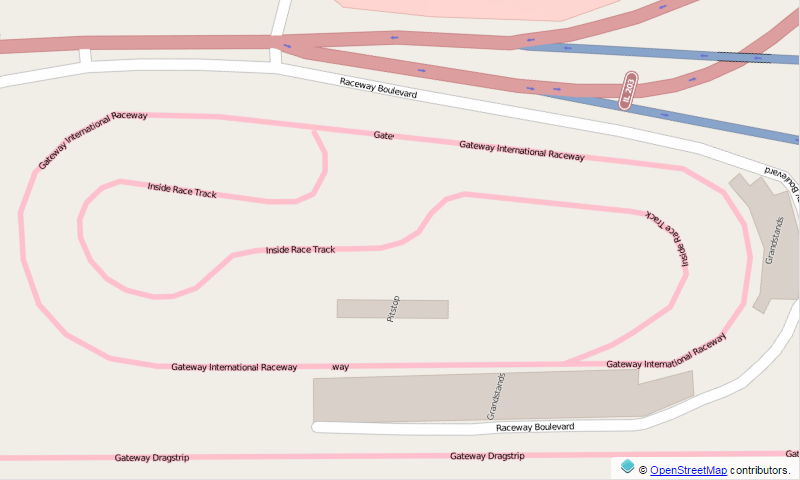 IL 203
Raceway Boulevard
Gateway International Raceway
Gate
Gateway International Raceway
Boulevard
Inside Race Track
Inside Race Track
Grandstands
Inside Race Track
Pitstop
Gateway International Raceway
way
Gateway International Raceway
Grandstands
Raceway Boulevard
Gateway Dragstrip
Gateway Dragstrip
Gat
© OpenStreetMap contributors.